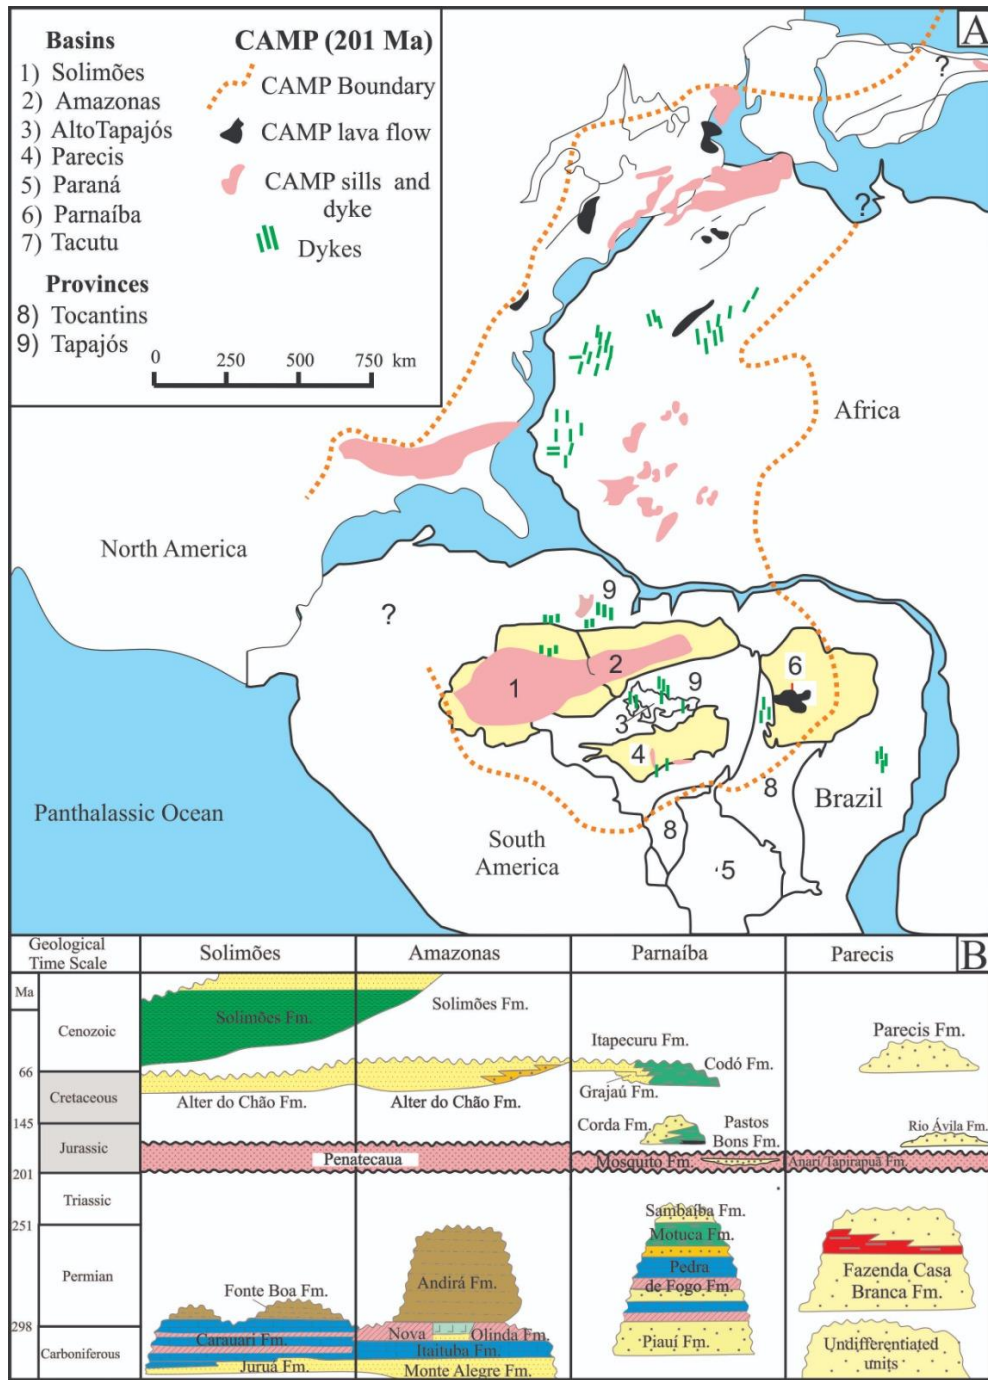 A
Basins
1) Solimões
2) Amazonas
3) AltoTapajós
4) Parecis
5) Paraná
6) Parnaíba
7) Tacutu
Provinces
8) Tocantins
9) Tapajós
CAMP (201 Ma)
CAMP Boundary
CAMP lava flow
CAMP sills and
dyke
Dykes
0 250 500 750 km
?
?
Africa
North America
?
9
1
2
9
3
4
6
8
8
5
Brazil
Panthalassic Ocean
South
America
B
Geological
Time Scale
Solimões
Amazonas
Parnaíba
Parecis
Ma
Cenozoic
66
Cretaceous
145
Jurassic
201
Triassic
251
Permian
298
Carboniferous
Solimões Fm.
Solimões Fm.
Alter do Chão Fm.
Alter do Chão Fm.
Itapecuru Fm.
Codó Fm.
Grajaú Fm.
Parecis Fm.
Corda Fm.
Pastos
Bons Fm.
Rio Ávila Fm.
Penatecaua
Mosquito Fm.
Anari/Tapirapuã Fm.
Sambaíba Fm.
Motuca Fm.
Pedra
de Fogo Fm.
Piauí Fm.
Fonte Boa Fm.
Carauari Fm.
Juruá Fm.
Andirá Fm.
Nova Olinda Fm.
Itaituba Fm.
Monte Alegre Fm.
Fazenda Casa
Branca Fm.
Undifferentiated
units